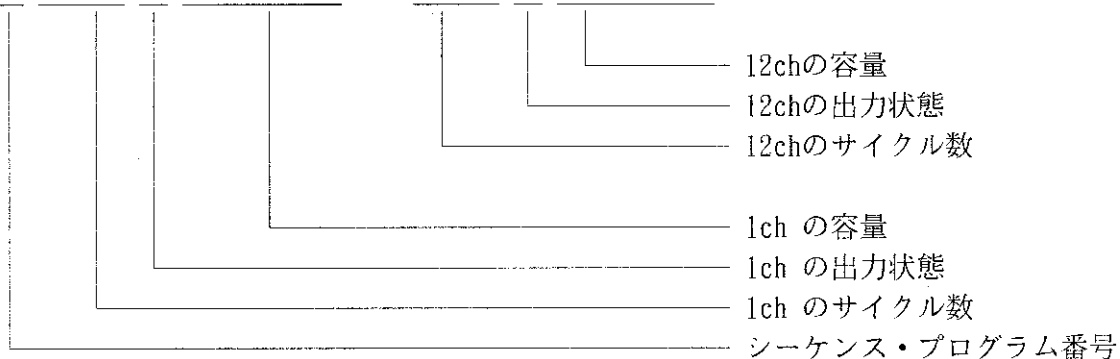 12chの容量
12chの出力状態
12chのサイクル数
1ch の容量
1ch の出力状態
1ch のサイクル数
シーケンス・プログラム番号